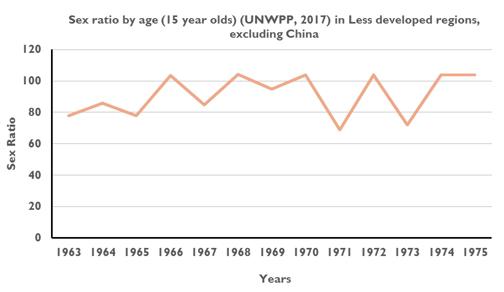 Sex ratio by age (15 year olds) (UNWPP, 2017) in Less developed regions,
excluding China
120
100
80
60
40
20
0
Sex Ratio
1963 1964 1965 1966 1967 1968 1969 1970 1971 1972 1973 1974 1975
Years